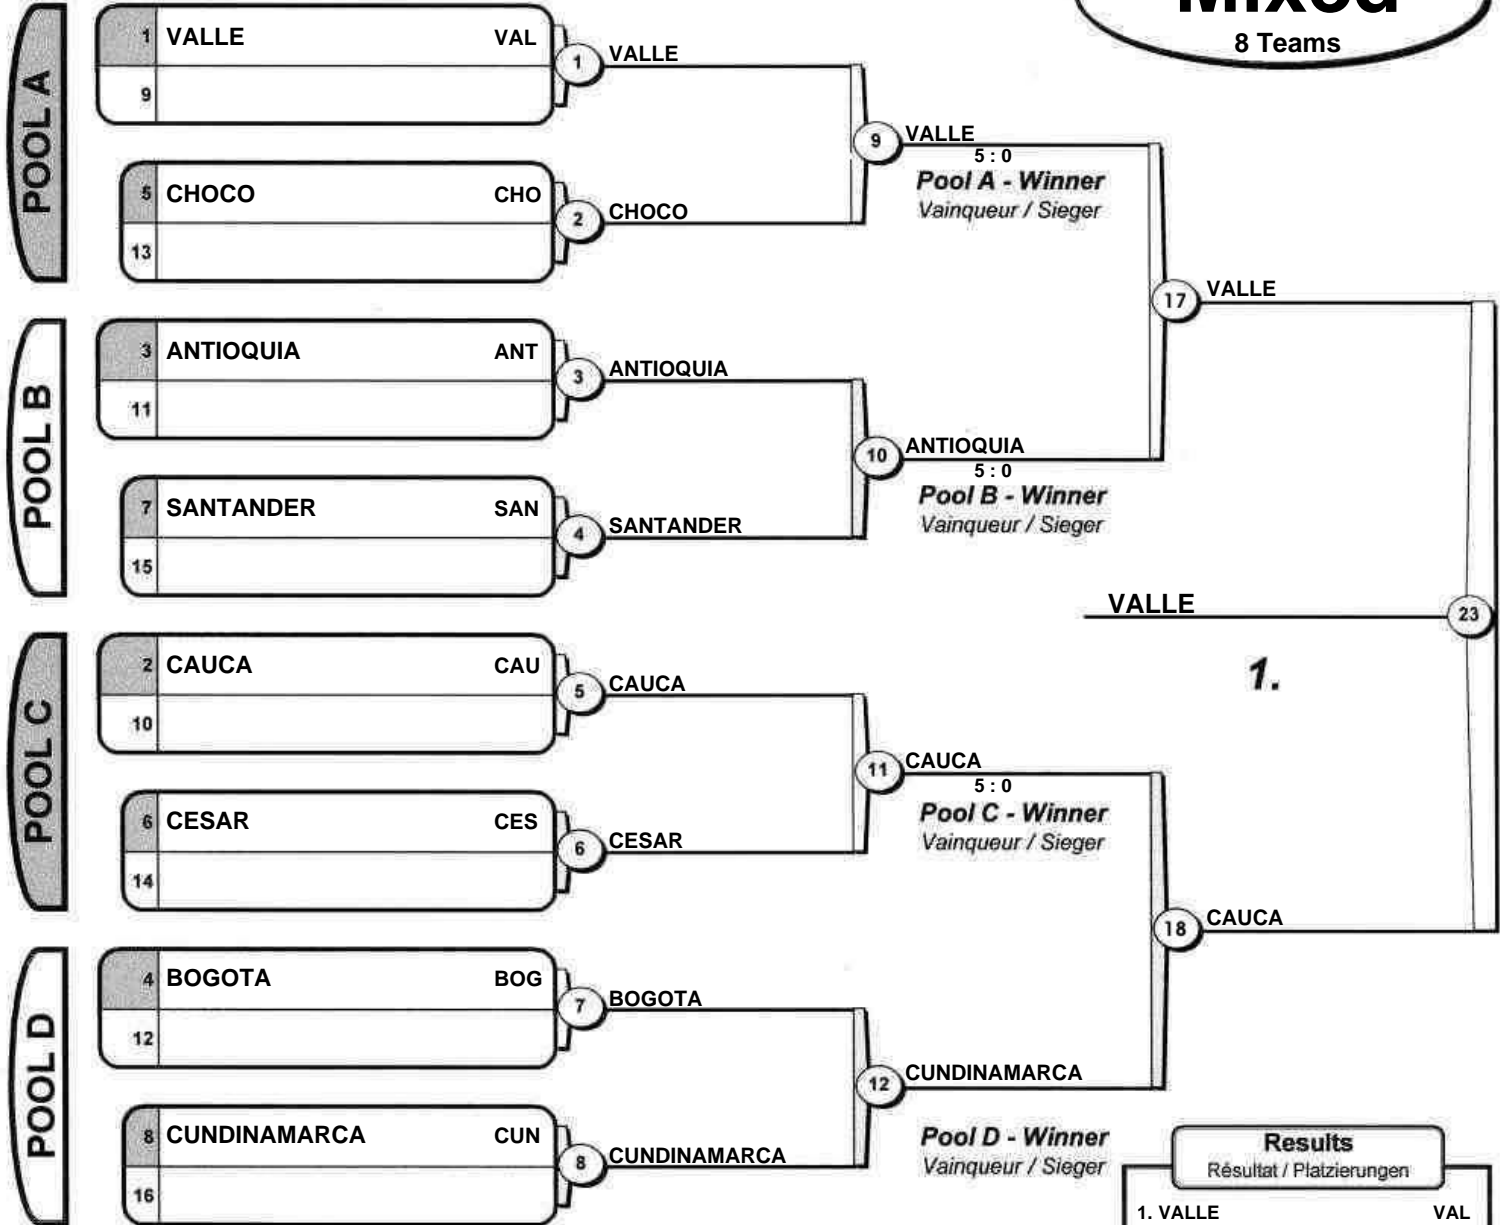 Mixed
8 Teams
POOL A
1 VALLE VAL
9
5 CHOCO CHO
13
1 VALLE
2 CHOCO
9 VALLE
5 : 0
Pool A - Winner
Vainqueur / Sieger
POOL B
3 ANTIOQUIA ANT
11
7 SANTANDER SAN
15
3 ANTIOQUIA
4 SANTANDER
10 ANTIOQUIA
5 : 0
Pool B - Winner
Vainqueur / Sieger
17 VALLE
VALLE 23
1.
POOL C
2 CAUCA CAU
10
6 CESAR CES
14
5 CAUCA
6 CESAR
11 CAUCA
5 : 0
Pool C - Winner
Vainqueur / Sieger
18 CAUCA
POOL D
4 BOGOTA BOG
12
8 CUNDINAMARCA CUN
16
7 BOGOTA
8 CUNDINAMARCA
12 CUNDINAMARCA
Pool D - Winner
Vainqueur / Sieger
Results
Résultat / Platzierungen
1. VALLE VAL